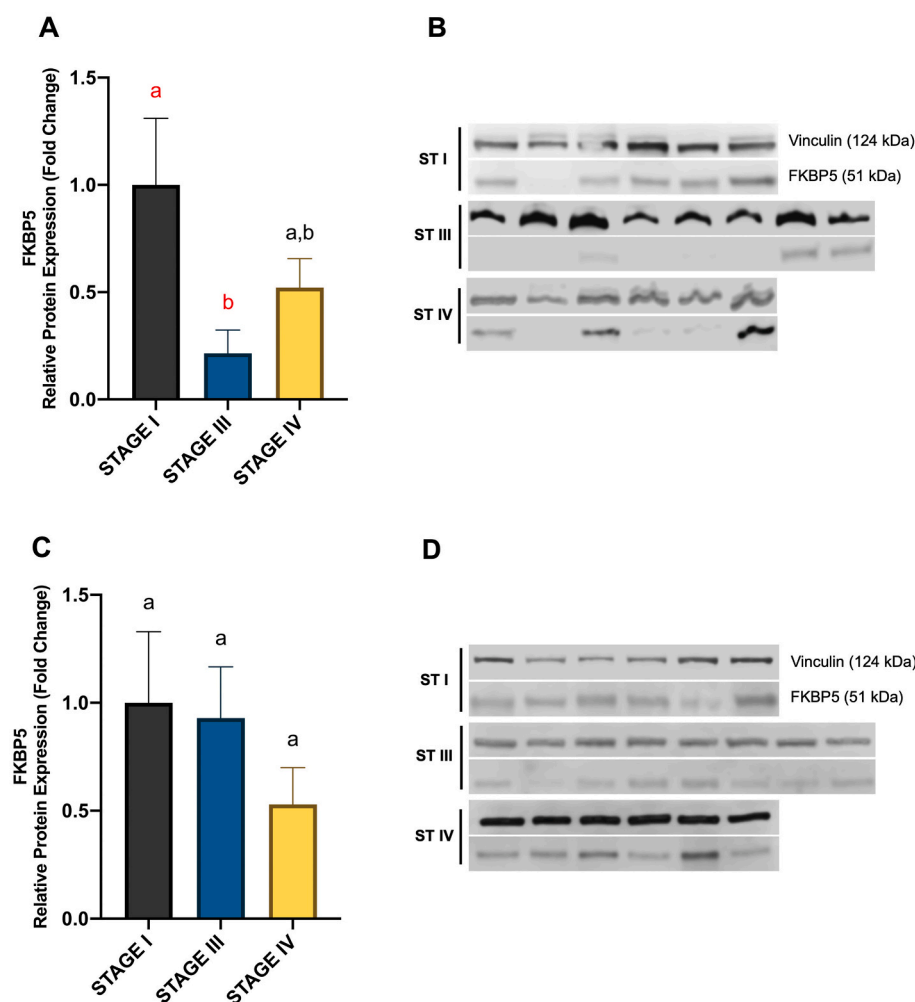 A
FKBP5
Relative Protein Expression (Fold Change)
1.5
1.0
0.5
0.0
a
b
a,b
STAGE I
STAGE III
STAGE IV
B
ST I
Vinculin (124 kDa)
FKBP5 (51 kDa)
ST III
ST IV
C
FKBP5
Relative Protein Expression (Fold Change)
1.5
1.0
0.5
0.0
a
a
a
STAGE I
STAGE III
STAGE IV
D
ST I
Vinculin (124 kDa)
FKBP5 (51 kDa)
ST III
ST IV